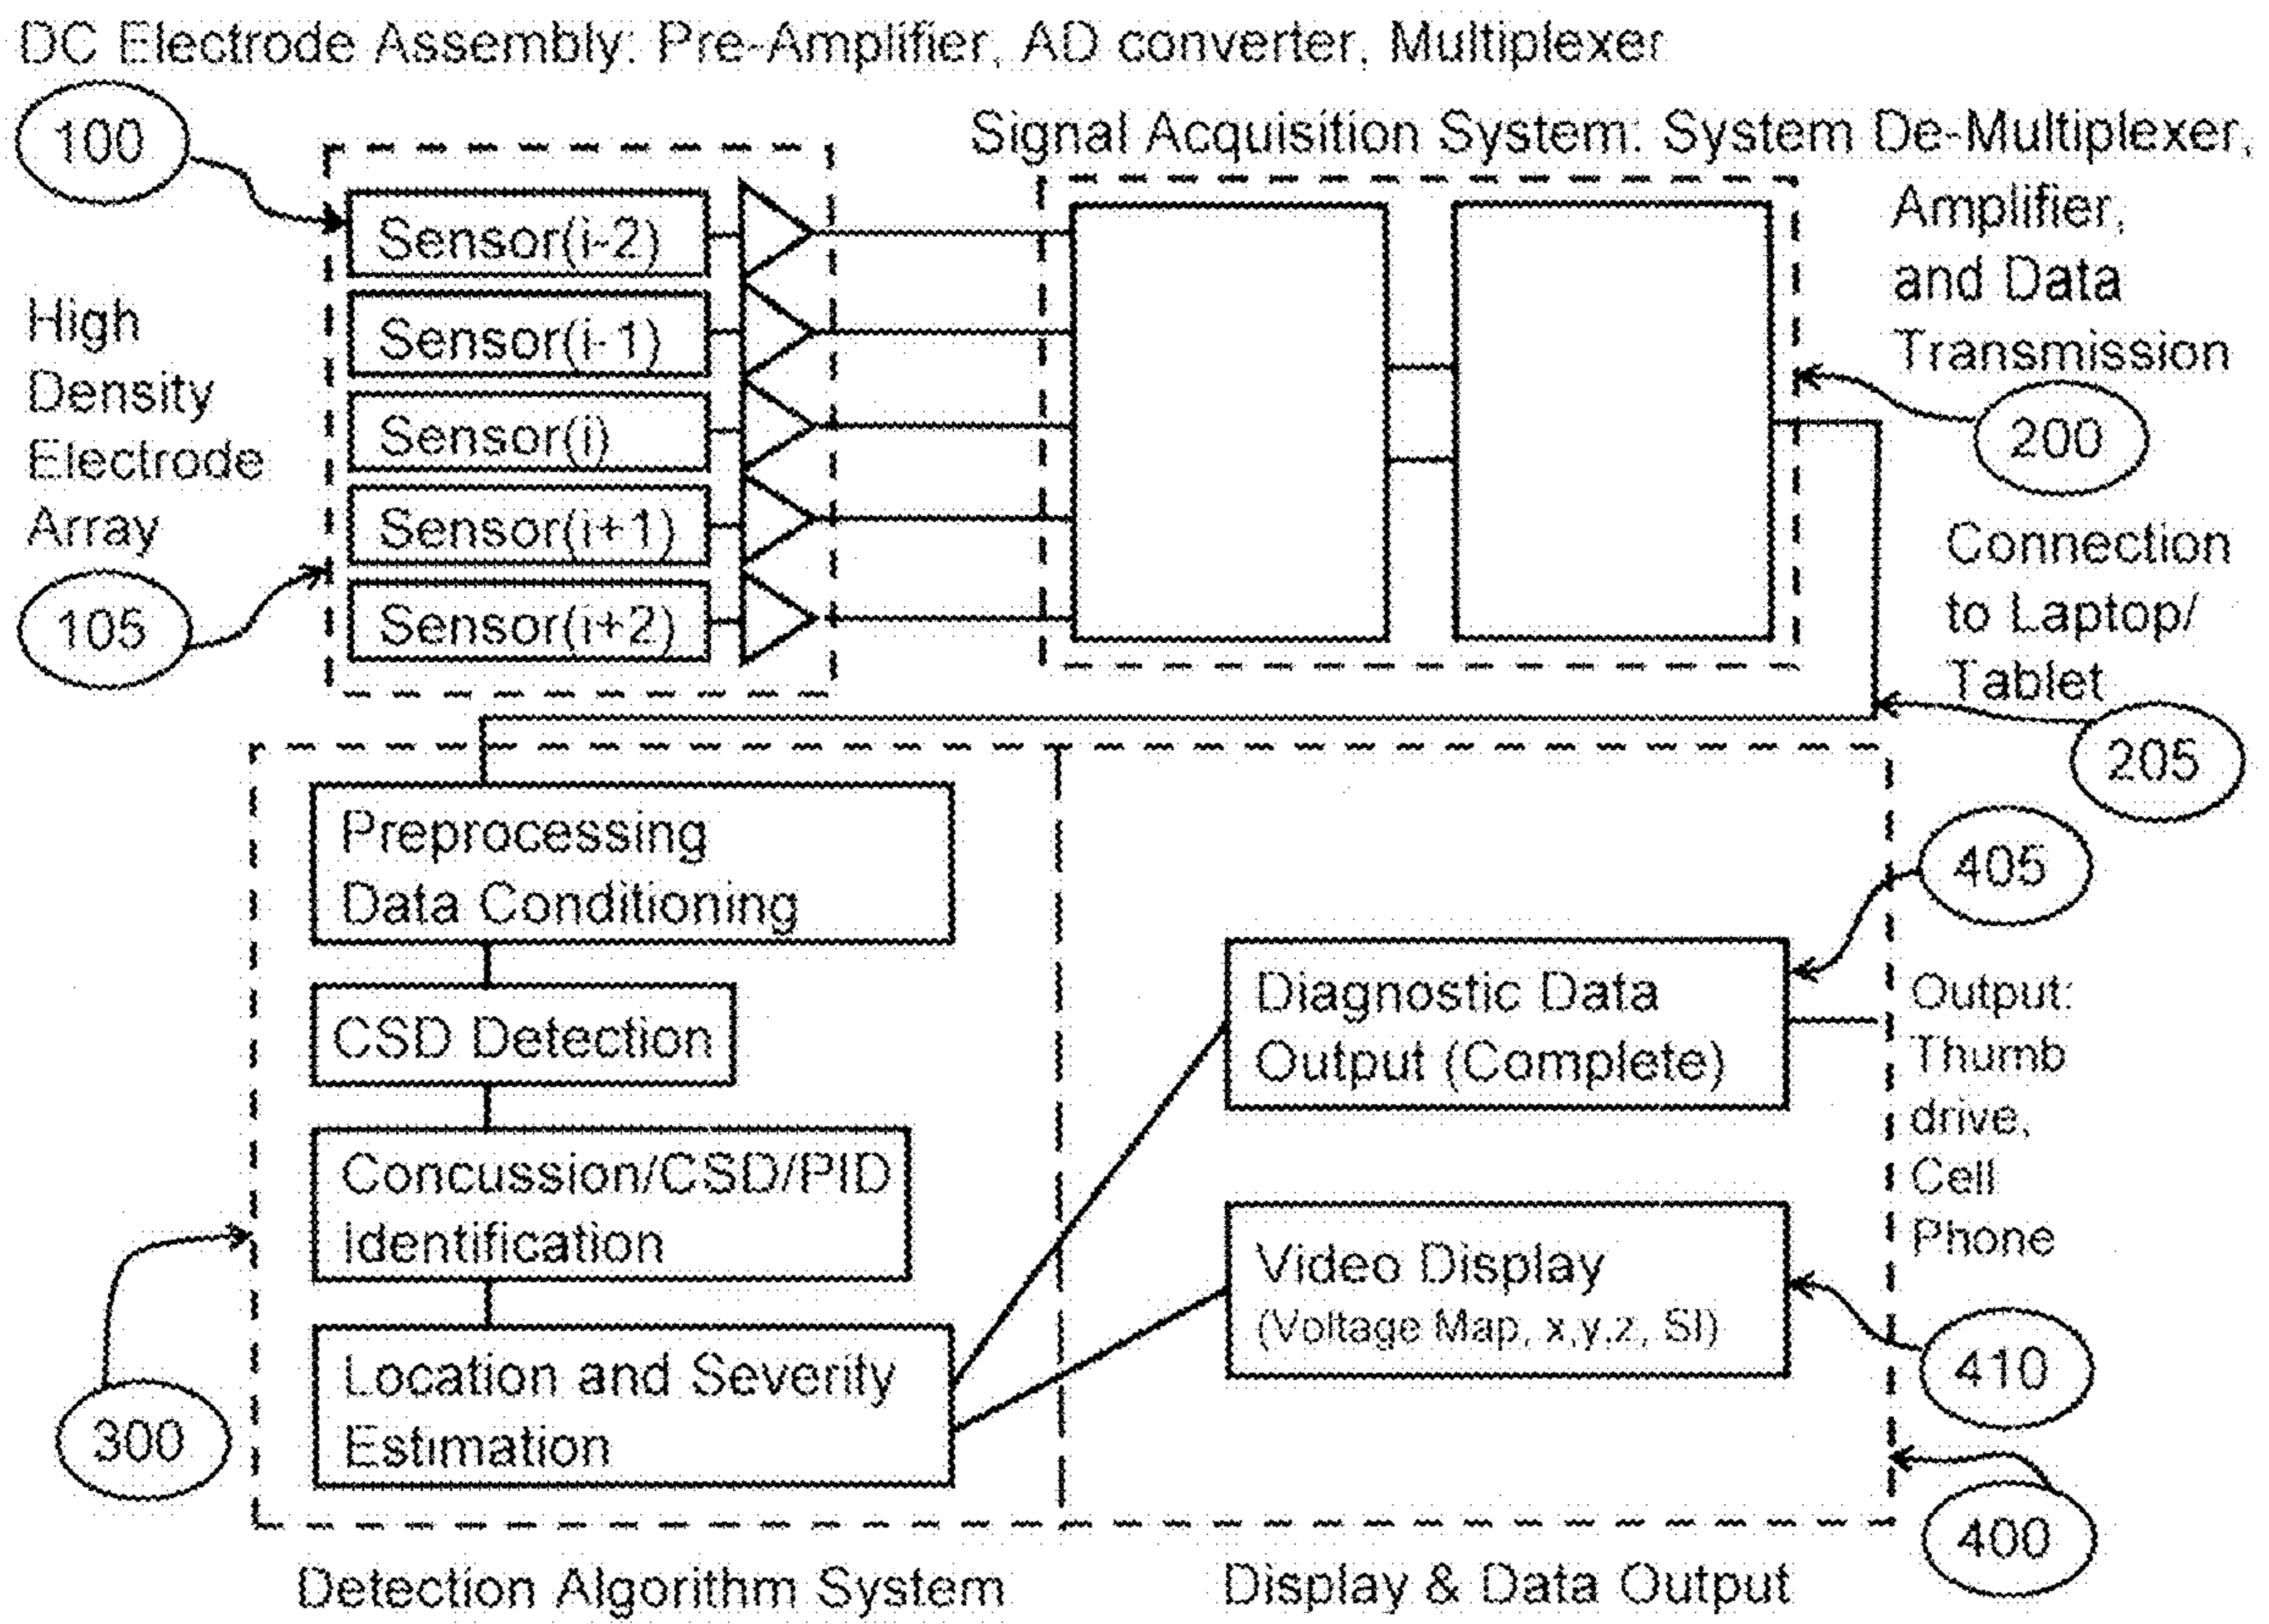 DC Electrode Assembly: Pre-Amplifier, AD converter, Multiplexer
100
Signal Acquisition System: System De-Multiplexer,
Amplifier,
and Data
Transmission
200
High
Density
Electrode
Array
105
Sensor(i-2)
Sensor(i-1)
Sensor(i)
Sensor(i+1)
Sensor(i+2)
Connection
to Laptop/
Tablet
205
Preprocessing
Data Conditioning
CSD Detection
Concussion/CSD/PID
Identification
Location and Severity
Estimation
300
405
Diagnostic Data
Output (Complete)
Output:
Thumb
drive,
Cell
Phone
Video Display
(Voltage Map, x,y,z, SI)
410
400
Detection Algorithm System
Display & Data Output